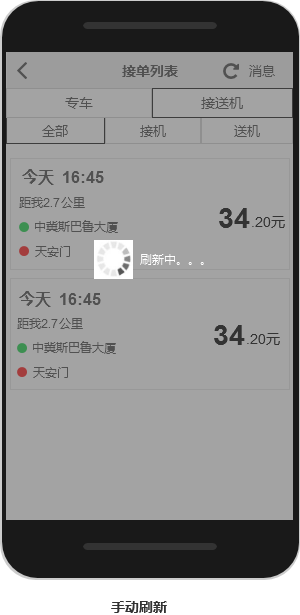 接单列表 消息
专车 接送机
全部 接机 送机
今天 16:45
距我2.7公里
中冀斯巴鲁大厦
34.20元
天安门
刷新中。。。
今天 16:45
距我2.7公里
中冀斯巴鲁大厦
34.20元
天安门
手动刷新